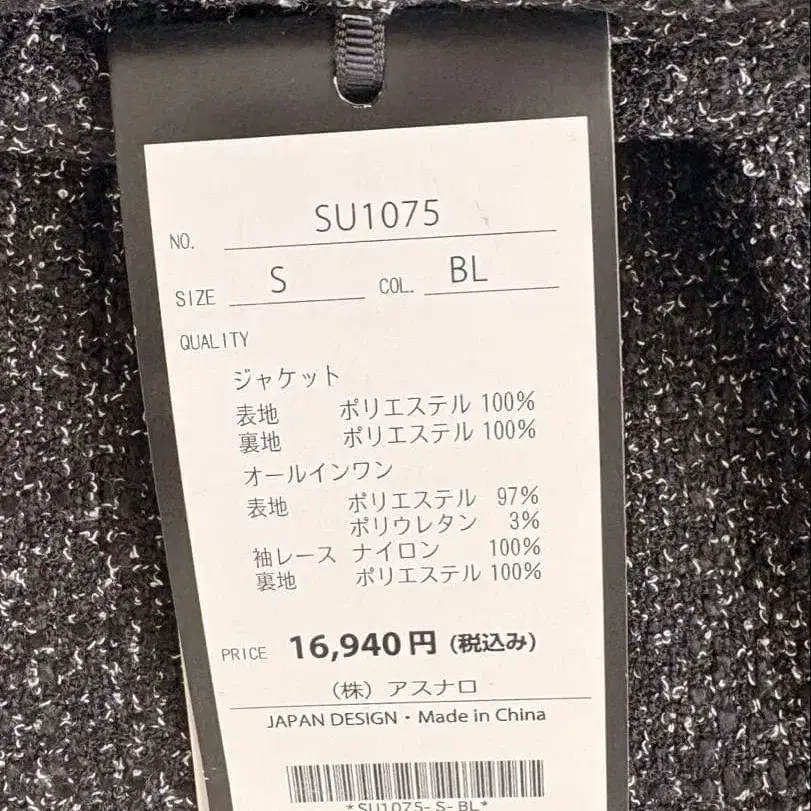 NO. SU1075
SIZE S COL. BL
QUALITY
ジャケット
表地 ポリエステル 100%
裏地 ポリエステル 100%
オールインワン
表地 ポリエステル 97%
ポリウレタン 3%
袖レース ナイロン 100%
裏地 ポリエステル 100%
PRICE 16,940円 (税込み)
(株) アスナロ
JAPAN DESIGN・Made in China
*SU1075-S-BL*